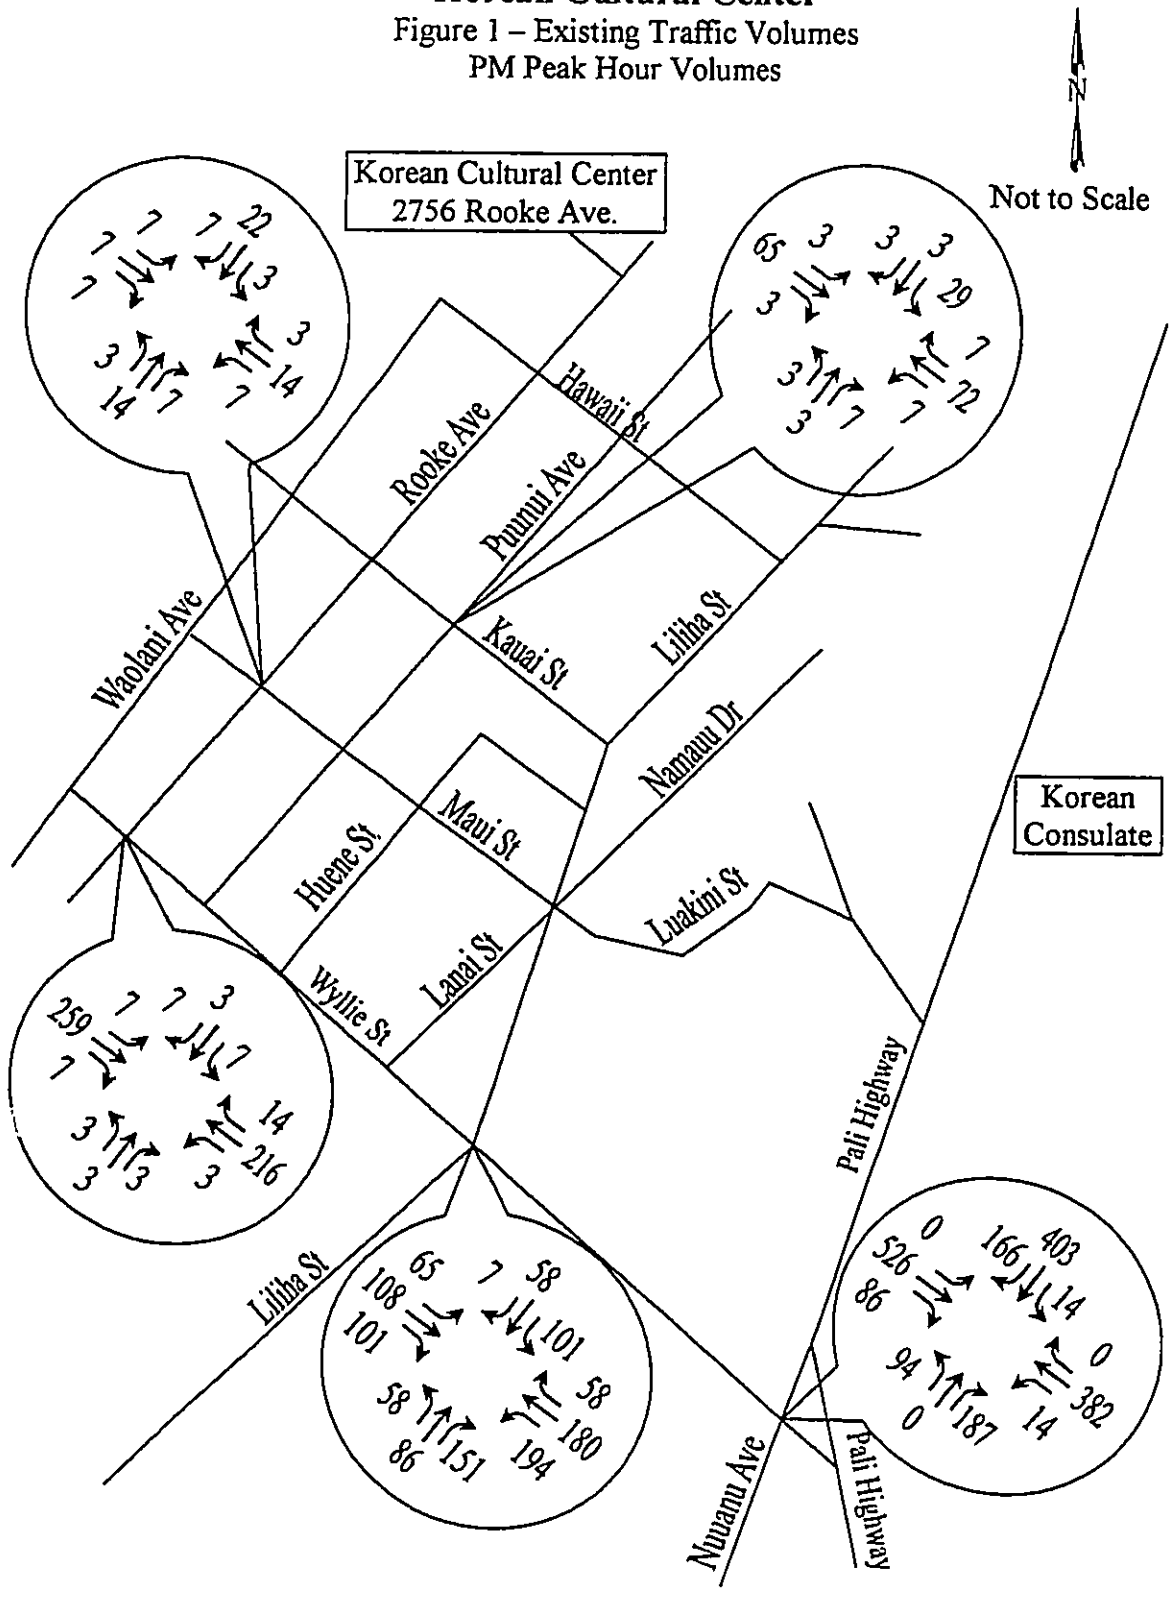 Korean Cultural Center
Figure 1 – Existing Traffic Volumes
PM Peak Hour Volumes
N
Not to Scale
Korean Cultural Center
2756 Rooke Ave.
7 7 7 22
7 3
3 3
14 7 7 14
65 3 3 3
3 29
3 7
3 7 7 72
Hawaii St
Rooke Ave
Puunui Ave
Waolani Ave
Kauai St
Liliha St
Namauu Dr
Korean
Consulate
Maui St
Huene St.
Luakini St
Lanai St
Wyllie St
259 7 7 3
7 7
3 14
3 3 3 216
Pali Highway
Liliha St
108 65 7 58
101 101
58 58
86 151 194 180
526 0 166 403
86 14
94 0
0 187 14 382
Nuuanu Ave
Pali Highway